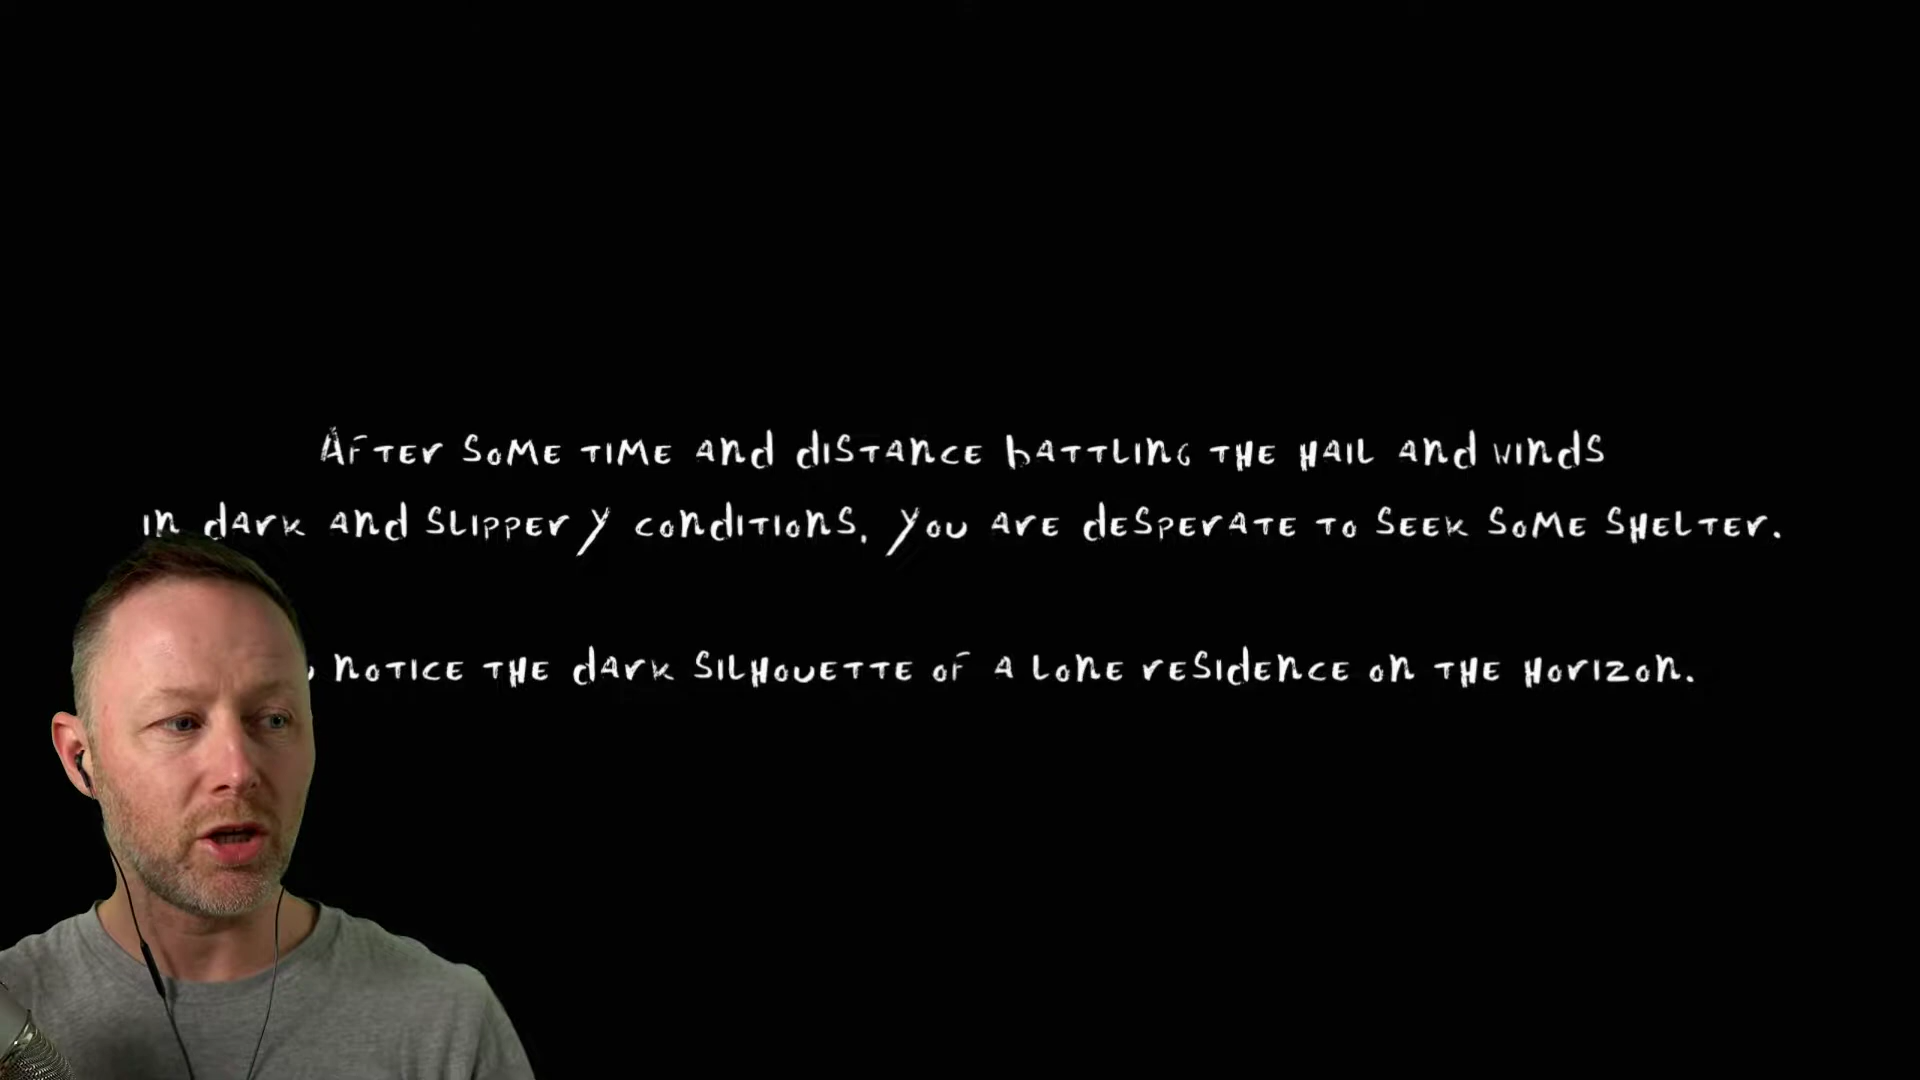 After some time and distance battling the hail and winds
in dark and slippery conditions, you are desperate to seek some shelter.
notice the dark silhouette of a lone residence on the horizon.